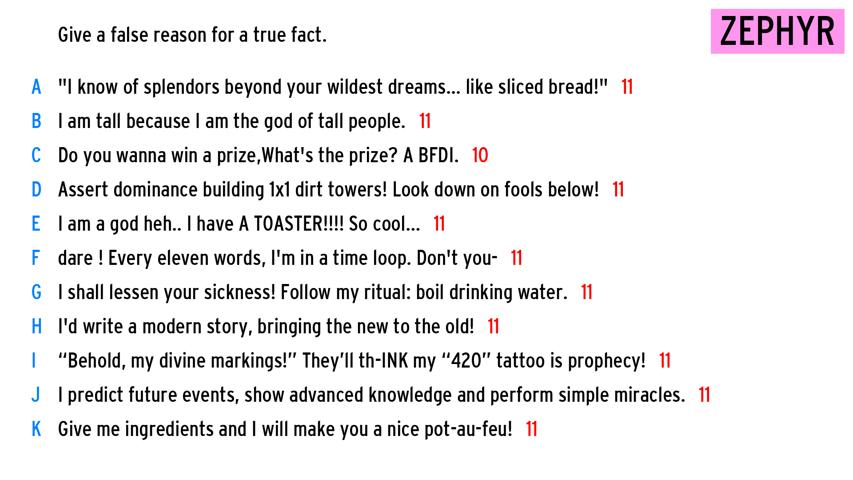 Give a false reason for a true fact.
ZEPHYR
A "I know of splendors beyond your wildest dreams... like sliced bread!" 11
B I am tall because I am the god of tall people. 11
C Do you wanna win a prize,What's the prize? A BFDI. 10
D Assert dominance building 1x1 dirt towers! Look down on fools below! 11
E I am a god heh.. I have A TOASTER!!!! So cool... 11
F dare ! Every eleven words, I'm in a time loop. Don't you- 11
G I shall lessen your sickness! Follow my ritual: boil drinking water. 11
H I'd write a modern story, bringing the new to the old! 11
I “Behold, my divine markings!” They’ll th-INK my “420” tattoo is prophecy! 11
J I predict future events, show advanced knowledge and perform simple miracles. 11
K Give me ingredients and I will make you a nice pot-au-feu! 11